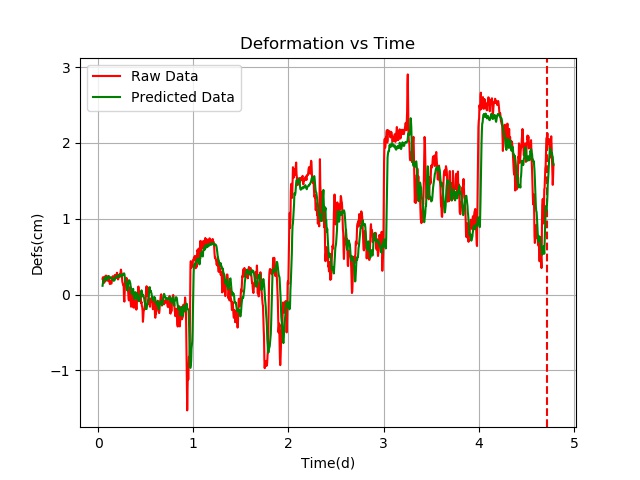 Deformation vs Time
Raw Data
Predicted Data
3
2
1
0
−1
Defs(cm)
0 1 2 3 4 5
Time(d)